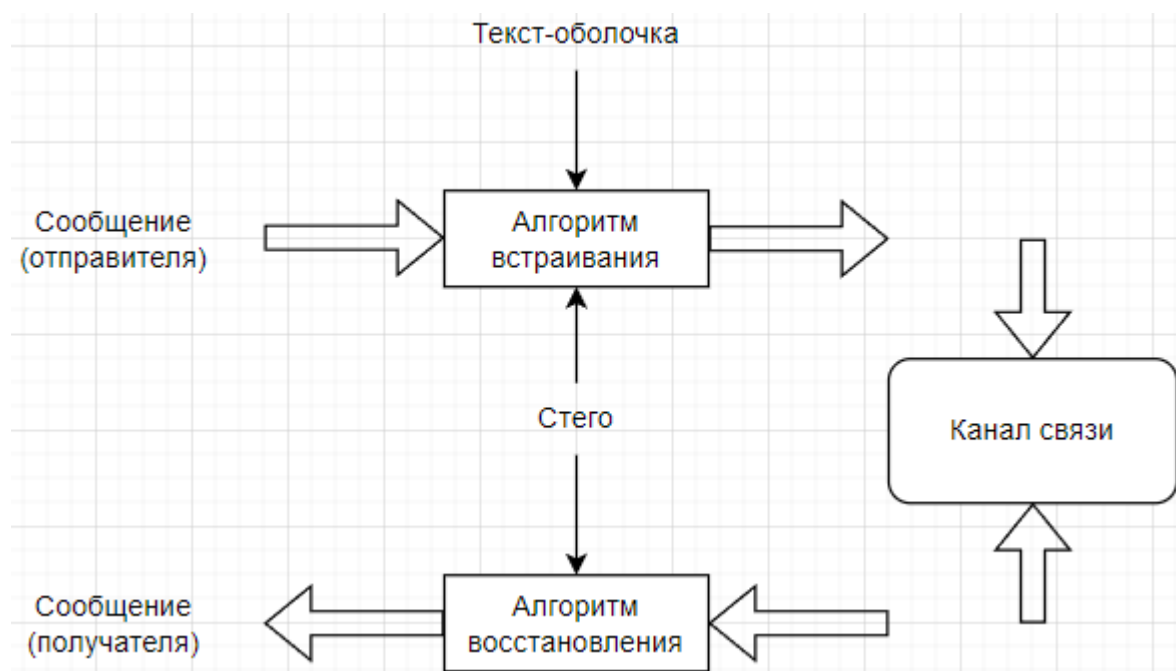 Текст-оболочка
Сообщение
(отправителя)
Алгоритм
встраивания
Стего
Канал связи
Сообщение
(получателя)
Алгоритм
восстановления